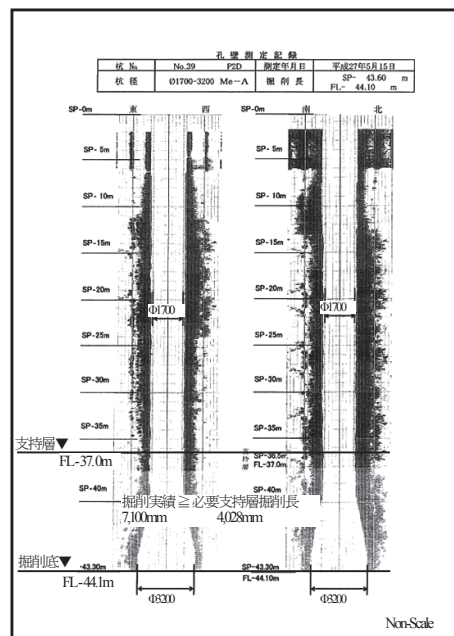 孔壁測定記録
杭 No. No.39 P2D 測定年月日 平成27年5月15日
杭径 Ø1700-3200 Me-A 掘削長 SP- 43.60 m
FL- 44.10 m
SP-0m 東 西 SP-0m 南 北
SP- 5m SP- 5m
SP-10m SP-10m
SP-15m SP-15m
SP-20m SP-20m
Φ1700 Φ1700
SP-25m SP-25m
SP-30m SP-30m
SP-35m SP-35m
支持層▼ 支持層 SP-36.5m
FL-37.0m FL-37.0m
SP-40m SP-40m
掘削実績 ≧ 必要支持層掘削長
7,100mm 4,028mm
掘削底▼ -43.30m SP-43.30m
FL-44.1m FL-44.10m
Φ3200 Φ3200
Non-Scale